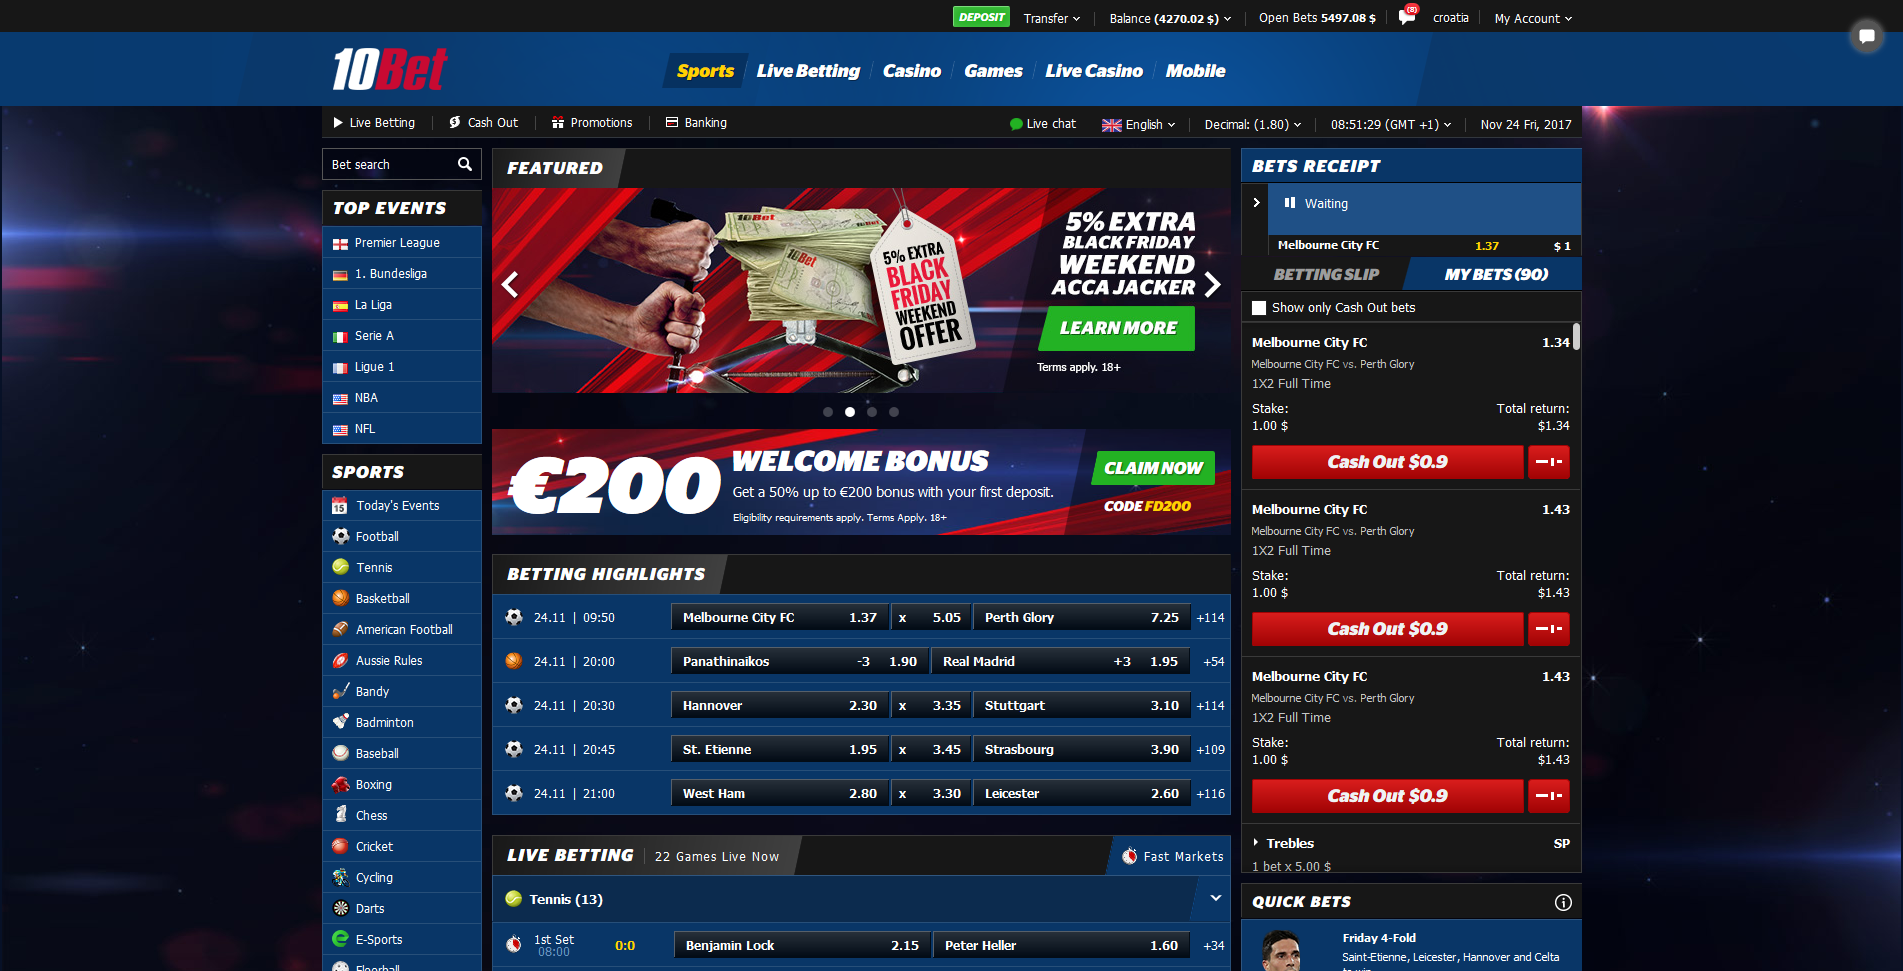 DEPOSIT Transfer Balance (4270.02 $) Open Bets 5497.08 $ (8) croatia My Account
10Bet Sports Live Betting Casino Games Live Casino Mobile
Live Betting Cash Out Promotions Banking Live chat English Decimal: (1.80) 08:51:29 (GMT +1) Nov 24 Fri, 2017
Bet search
TOP EVENTS
Premier League
1. Bundesliga
La Liga
Serie A
Ligue 1
NBA
NFL
SPORTS
15 Today's Events
Football
Tennis
Basketball
American Football
Aussie Rules
Bandy
Badminton
Baseball
Boxing
Chess
Cricket
Cycling
Darts
E-Sports
Floorball
FEATURED
10Bet
10Bet
5% EXTRA
BLACK
FRIDAY
WEEKEND
OFFER
5% EXTRA
BLACK FRIDAY
WEEKEND
ACCA JACKER
LEARN MORE
Terms apply. 18+
€200
WELCOME BONUS
Get a 50% up to €200 bonus with your first deposit.
Eligibility requirements apply. Terms Apply. 18+
CLAIM NOW
CODE FD200
BETTING HIGHLIGHTS
24.11 | 09:50 Melbourne City FC 1.37 x 5.05 Perth Glory 7.25 +114
24.11 | 20:00 Panathinaikos -3 1.90 Real Madrid +3 1.95 +54
24.11 | 20:30 Hannover 2.30 x 3.35 Stuttgart 3.10 +114
24.11 | 20:45 St. Etienne 1.95 x 3.45 Strasbourg 3.90 +109
24.11 | 21:00 West Ham 2.80 x 3.30 Leicester 2.60 +116
LIVE BETTING 22 Games Live Now Fast Markets
Tennis (13)
1st Set 0:0 Benjamin Lock 2.15 Peter Heller 1.60 +34
08:00
BETS RECEIPT
Waiting
Melbourne City FC 1.37 $ 1
BETTING SLIP MY BETS (90)
Show only Cash Out bets
Melbourne City FC 1.34
Melbourne City FC vs. Perth Glory
1X2 Full Time
Stake: Total return:
1.00 $ $1.34
Cash Out $0.9
Melbourne City FC 1.43
Melbourne City FC vs. Perth Glory
1X2 Full Time
Stake: Total return:
1.00 $ $1.43
Cash Out $0.9
Melbourne City FC 1.43
Melbourne City FC vs. Perth Glory
1X2 Full Time
Stake: Total return:
1.00 $ $1.43
Cash Out $0.9
Trebles SP
1 bet x 5.00 $
QUICK BETS
Friday 4-Fold
Saint-Etienne, Leicester, Hannover and Celta
to win